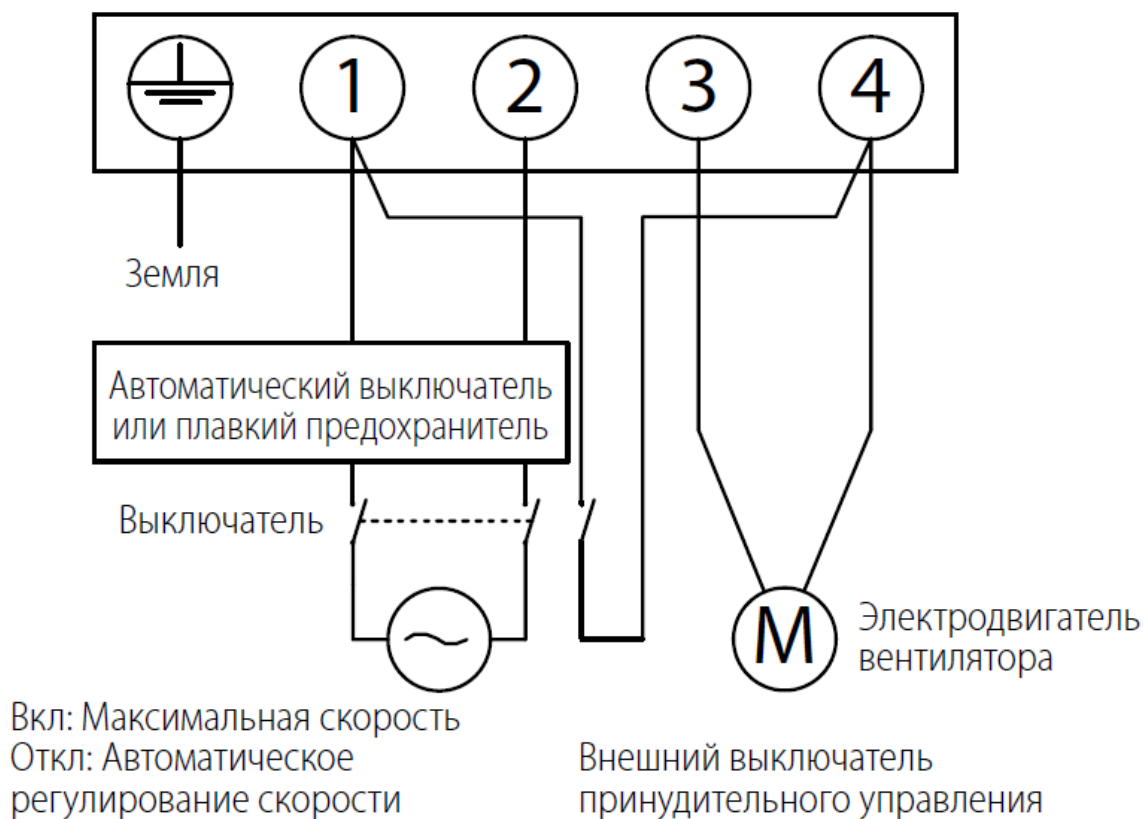 1 2 3 4
Земля
Автоматический выключатель
или плавкий предохранитель
Выключатель
M
Электродвигатель
вентилятора
Вкл: Максимальная скорость
Откл: Автоматическое
регулирование скорости
Внешний выключатель
принудительного управления